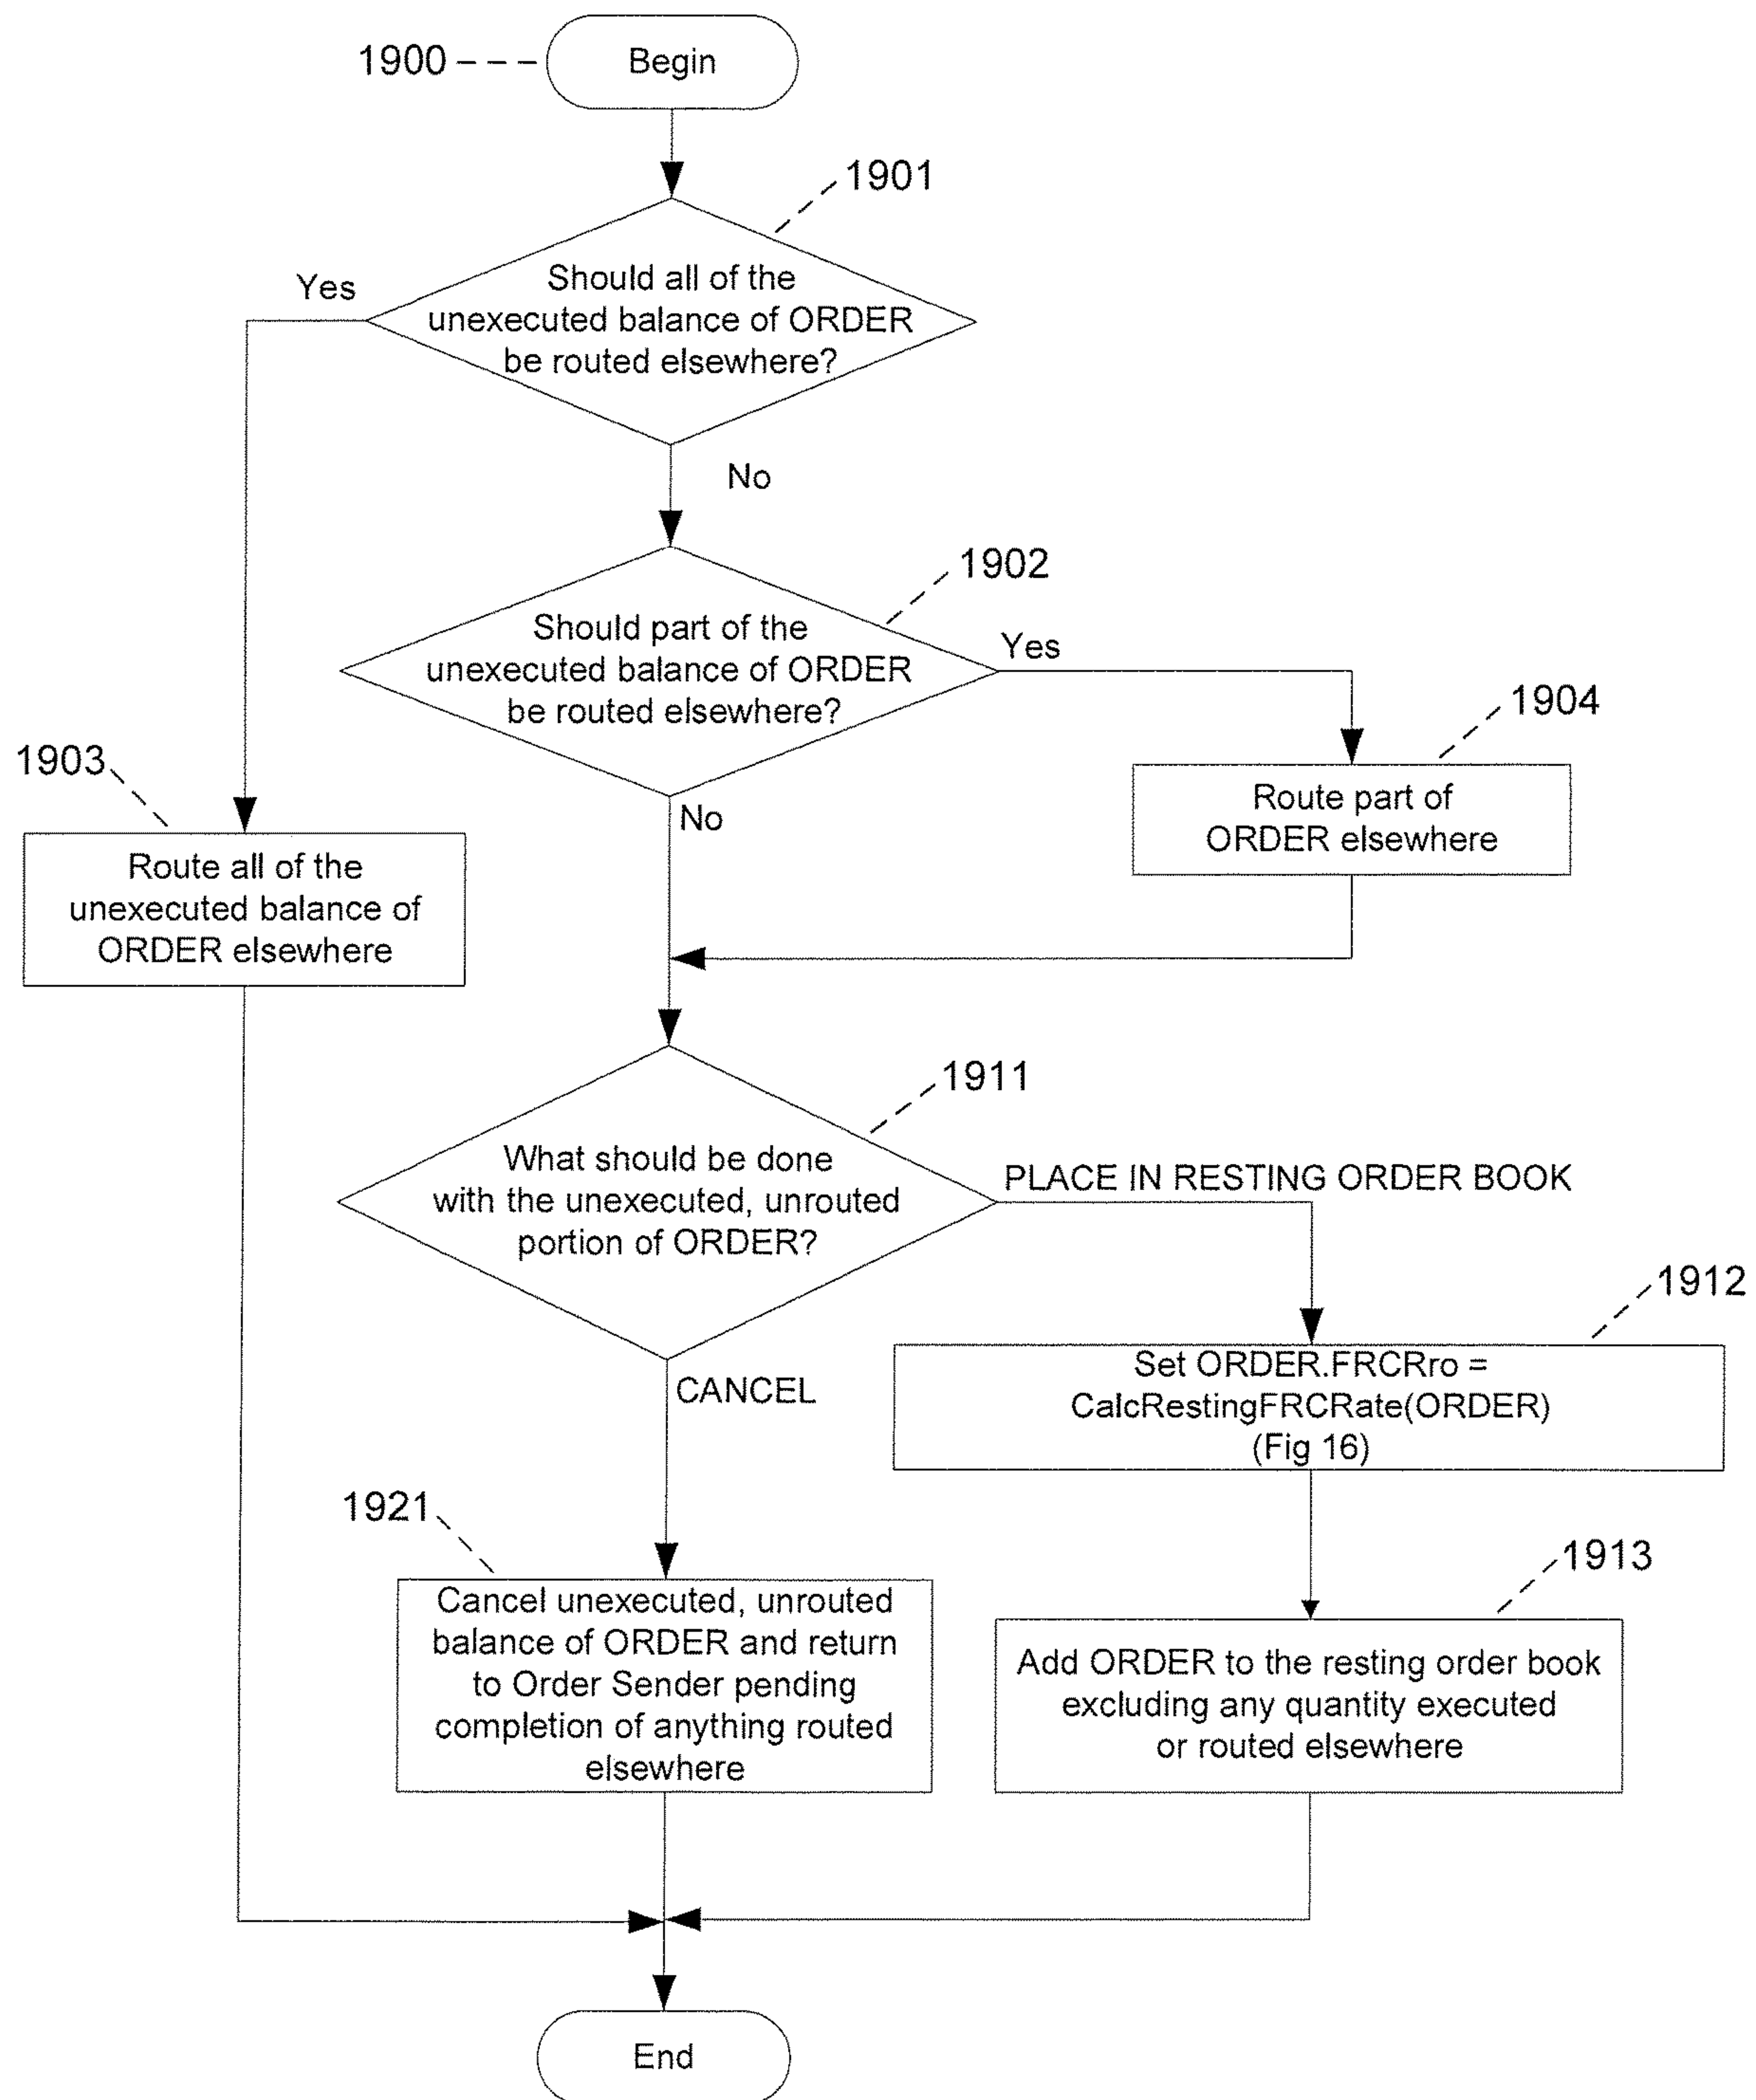 1900
Begin
1901
Yes
Should all of the
unexecuted balance of ORDER
be routed elsewhere?
No
1902
Should part of the
unexecuted balance of ORDER
be routed elsewhere?
Yes
1904
1903
Route part of
ORDER elsewhere
No
Route all of the
unexecuted balance of
ORDER elsewhere
1911
What should be done
with the unexecuted, unrouted
portion of ORDER?
PLACE IN RESTING ORDER BOOK
1912
Set ORDER.FRCRro =
CalcRestingFRCRate(ORDER)
(Fig 16)
CANCEL
1921
1913
Cancel unexecuted, unrouted
balance of ORDER and return
to Order Sender pending
completion of anything routed
elsewhere
Add ORDER to the resting order book
excluding any quantity executed
or routed elsewhere
End